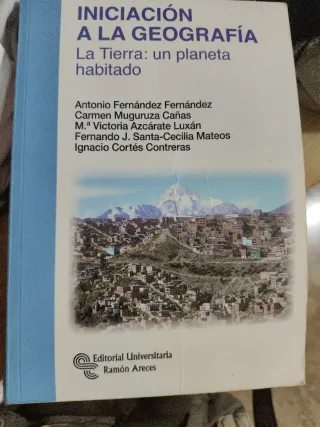 INICIACIÓN
A LA GEOGRAFÍA
La Tierra: un planeta
habitado
Antonio Fernández Fernández
Carmen Muguruza Cañas
M.ª Victoria Azcárate Luxán
Fernando J. Santa-Cecilia Mateos
Ignacio Cortés Contreras
Editorial Universitaria
Ramón Areces